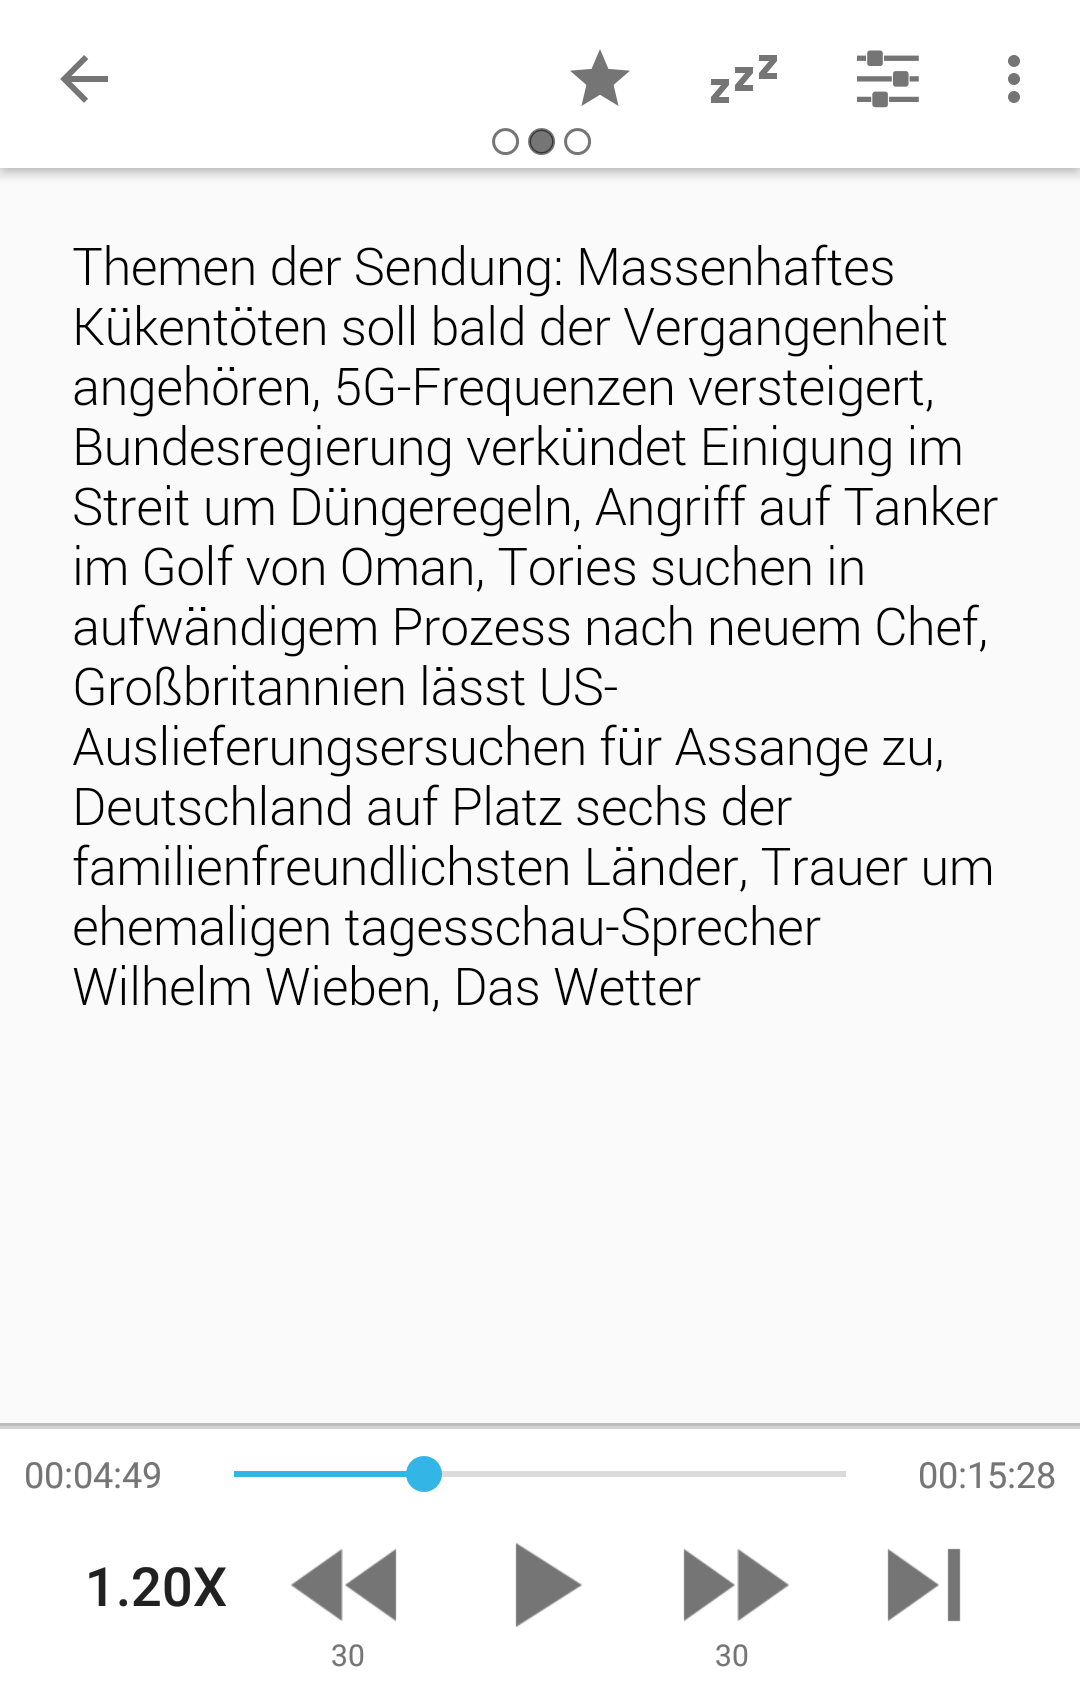 zzz
Themen der Sendung: Massenhaftes
Kükentöten soll bald der Vergangenheit
angehören, 5G-Frequenzen versteigert,
Bundesregierung verkündet Einigung im
Streit um Düngeregeln, Angriff auf Tanker
im Golf von Oman, Tories suchen in
aufwändigem Prozess nach neuem Chef,
Großbritannien lässt US-
Auslieferungsersuchen für Assange zu,
Deutschland auf Platz sechs der
familienfreundlichsten Länder, Trauer um
ehemaligen tagesschau-Sprecher
Wilhelm Wieben, Das Wetter
00:04:49 00:15:28
1.20X
30 30